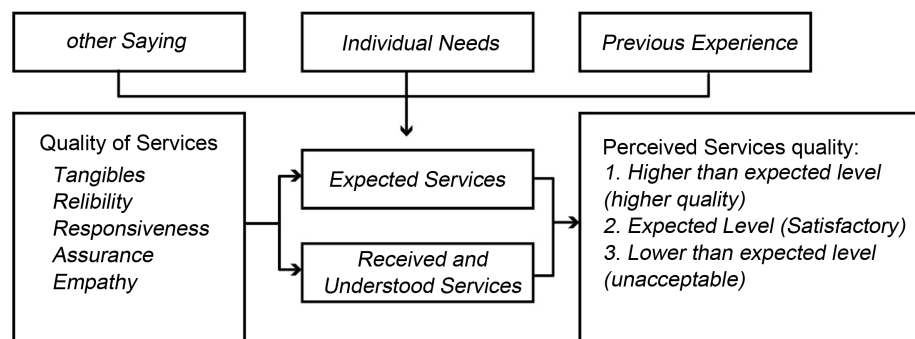 other Saying
Individual Needs
Previous Experience
Quality of Services
Tangibles
Relibility
Responsiveness
Assurance
Empathy
Expected Services
Received and
Understood Services
Perceived Services quality:
1. Higher than expected level
(higher quality)
2. Expected Level (Satisfactory)
3. Lower than expected level
(unacceptable)